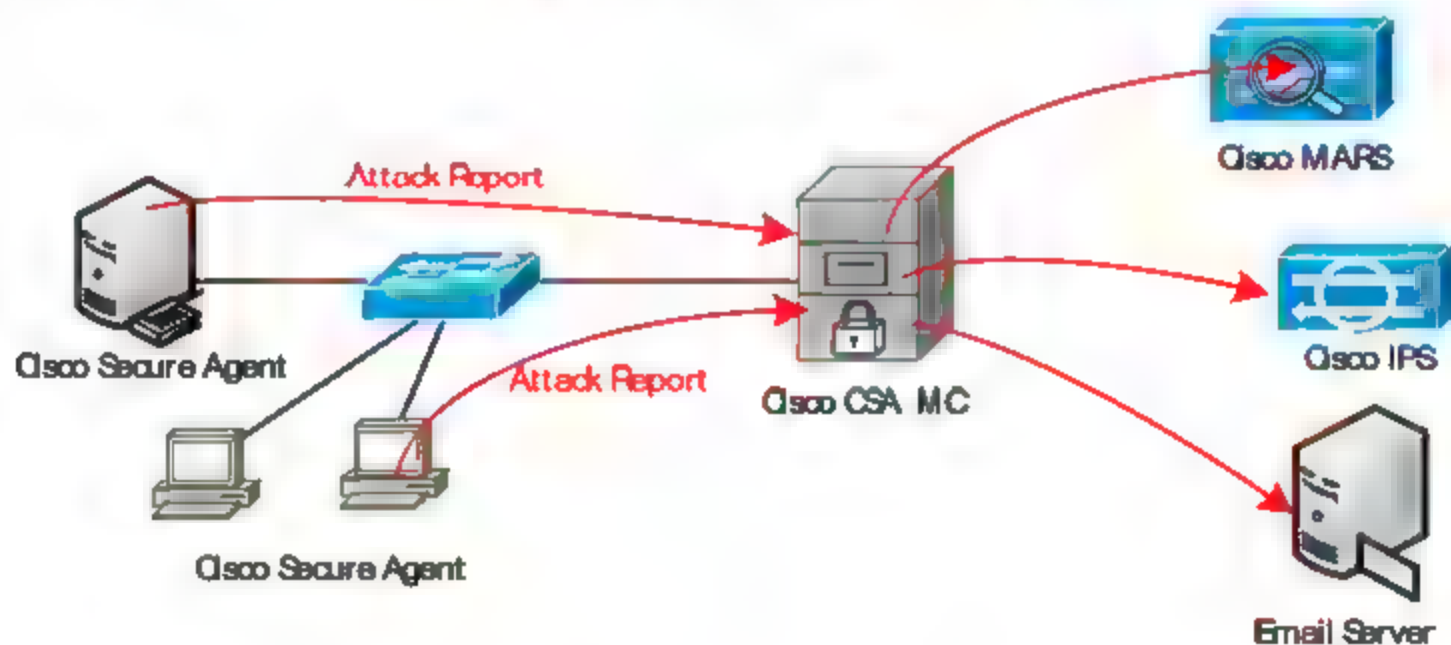 Cisco MARS
Attack Report
Cisco Secure Agent
Attack Report
Cisco CSA MC
Cisco IPS
Cisco Secure Agent
Email Server